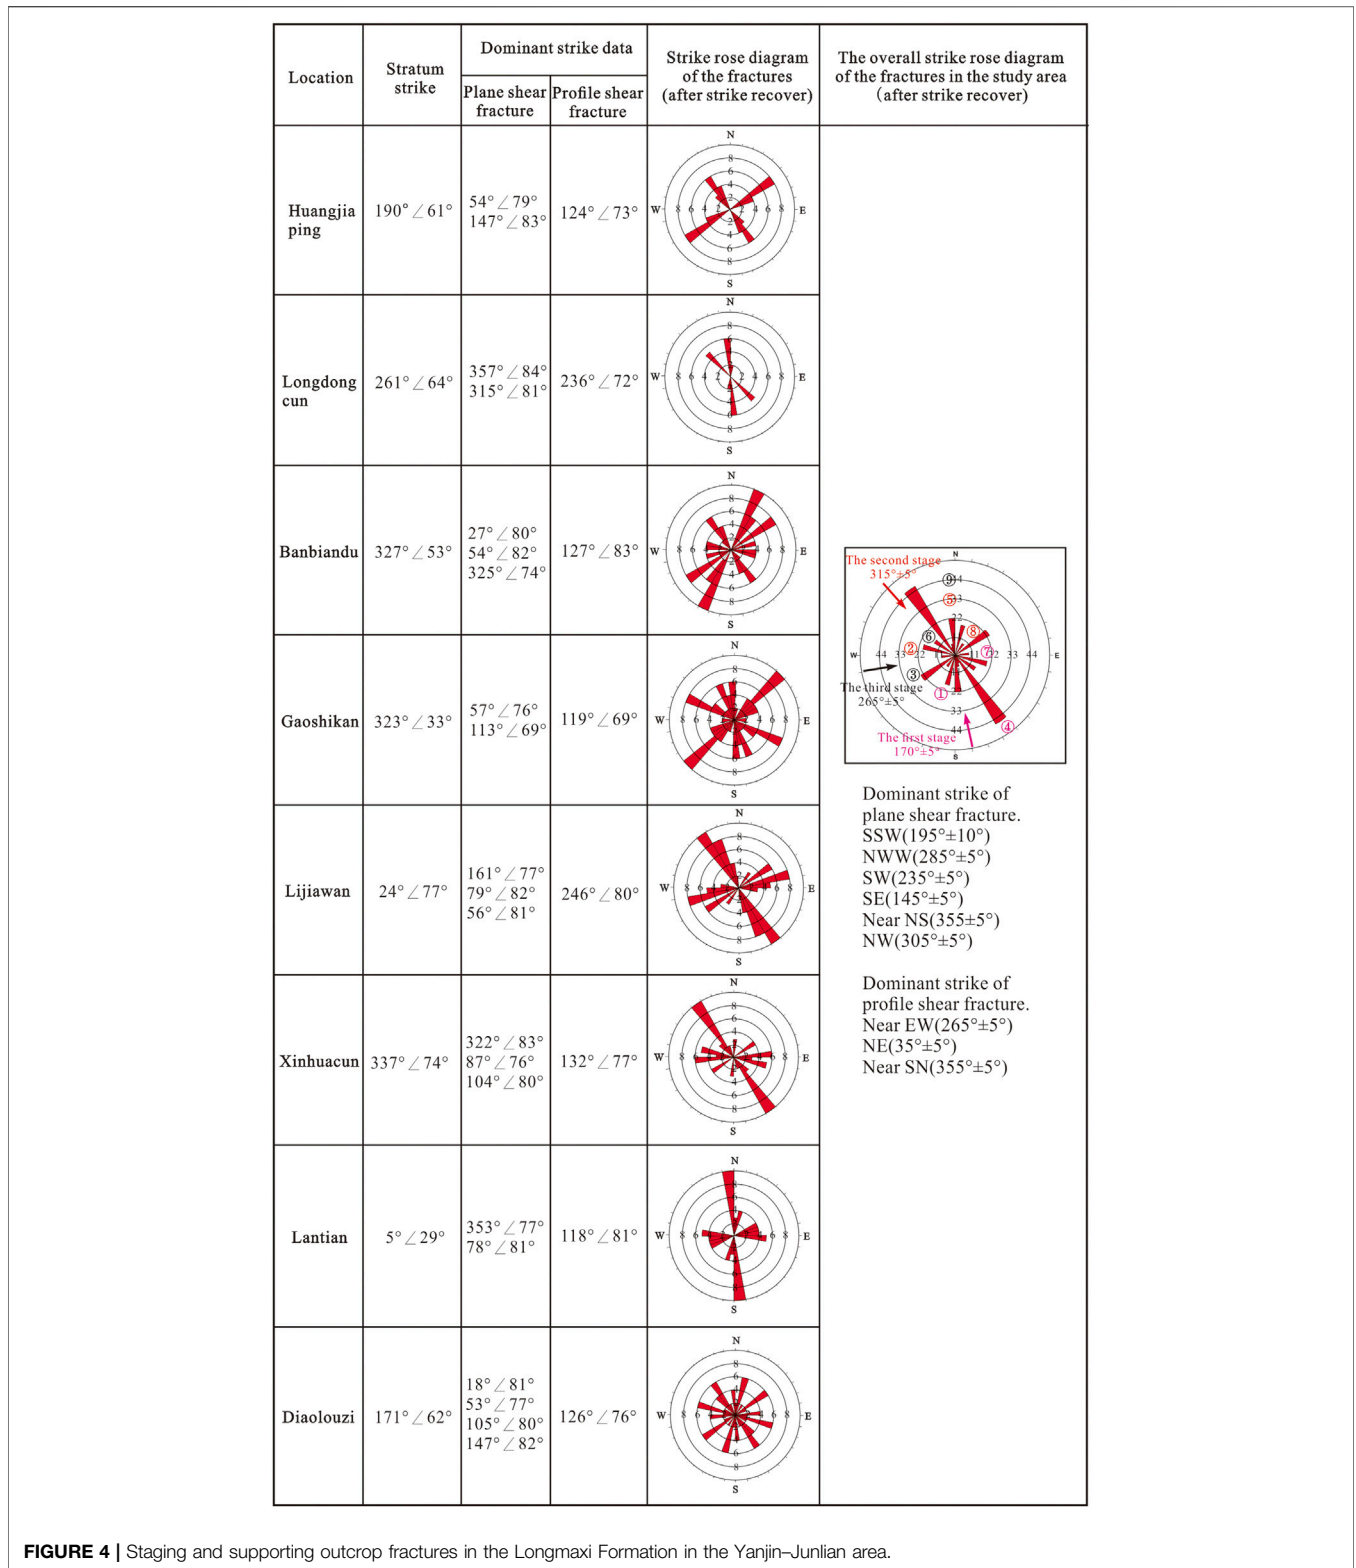 Location
Stratum
strike
Dominant strike data
Plane shear
fracture
Profile shear
fracture
Strike rose diagram
of the fractures
(after strike recover)
The overall strike rose diagram
of the fractures in the study area
(after strike recover)
Huangjia
ping
190°∠61°
54°∠79°
147°∠83°
124°∠73°
N
W
E
S
Longdong
cun
261°∠64°
357°∠84°
315°∠81°
236°∠72°
N
W
E
S
Banbiandu
327°∠53°
27°∠80°
54°∠82°
325°∠74°
127°∠83°
N
W
E
S
Gaoshikan
323°∠33°
57°∠76°
113°∠69°
119°∠69°
N
W
E
S
Lijiawan
24°∠77°
161°∠77°
79°∠82°
56°∠81°
246°∠80°
N
W
E
S
Xinhuacun
337°∠74°
322°∠83°
87°∠76°
104°∠80°
132°∠77°
N
W
E
S
Lantian
5°∠29°
353°∠77°
78°∠81°
118°∠81°
N
W
E
S
Diaolouzi
171°∠62°
18°∠81°
53°∠77°
105°∠80°
147°∠82°
126°∠76°
N
W
E
S
N
The second stage
315°±5°
⑨
⑤
⑧
⑥
②
⑦
W
E
③
The third stage
265°±5°
①
④
The first stage
170°±5°
S
Dominant strike of
plane shear fracture.
SSW(195°±10°)
NWW(285°±5°)
SW(235°±5°)
SE(145°±5°)
Near NS(355±5°)
NW(305°±5°)
Dominant strike of
profile shear fracture.
Near EW(265°±5°)
NE(35°±5°)
Near SN(355°±5°)
FIGURE 4 | Staging and supporting outcrop fractures in the Longmaxi Formation in the Yanjin–Junlian area.